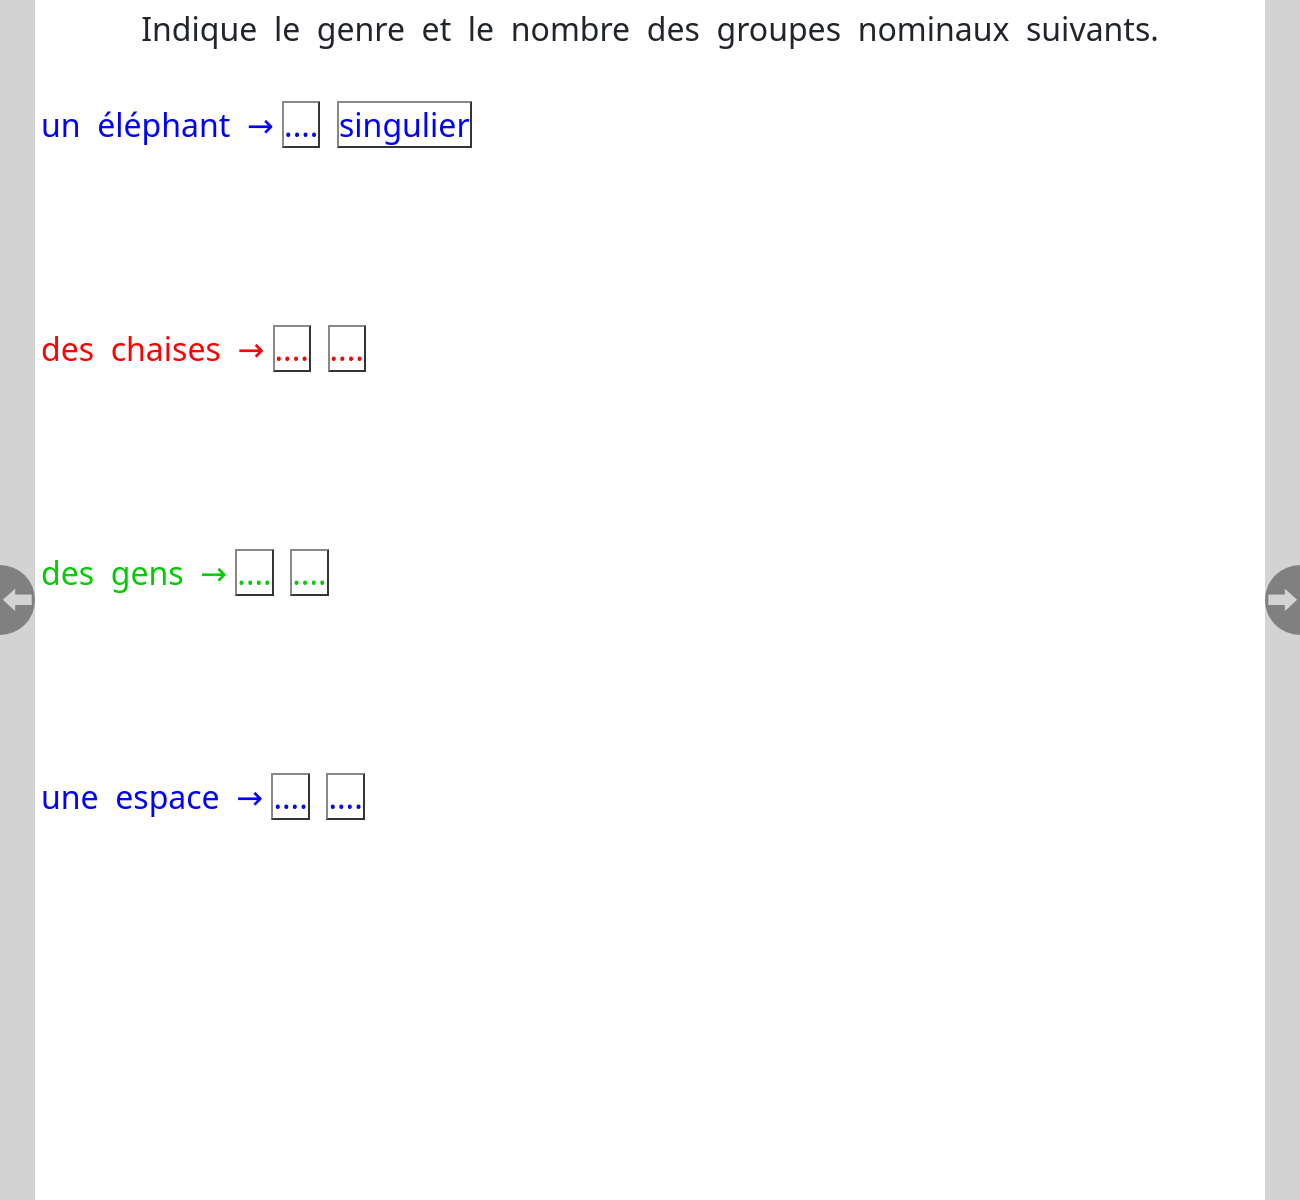 Indique le genre et le nombre des groupes nominaux suivants.
un éléphant → .... singulier
des chaises → .... ....
des gens → .... ....
une espace → .... ....